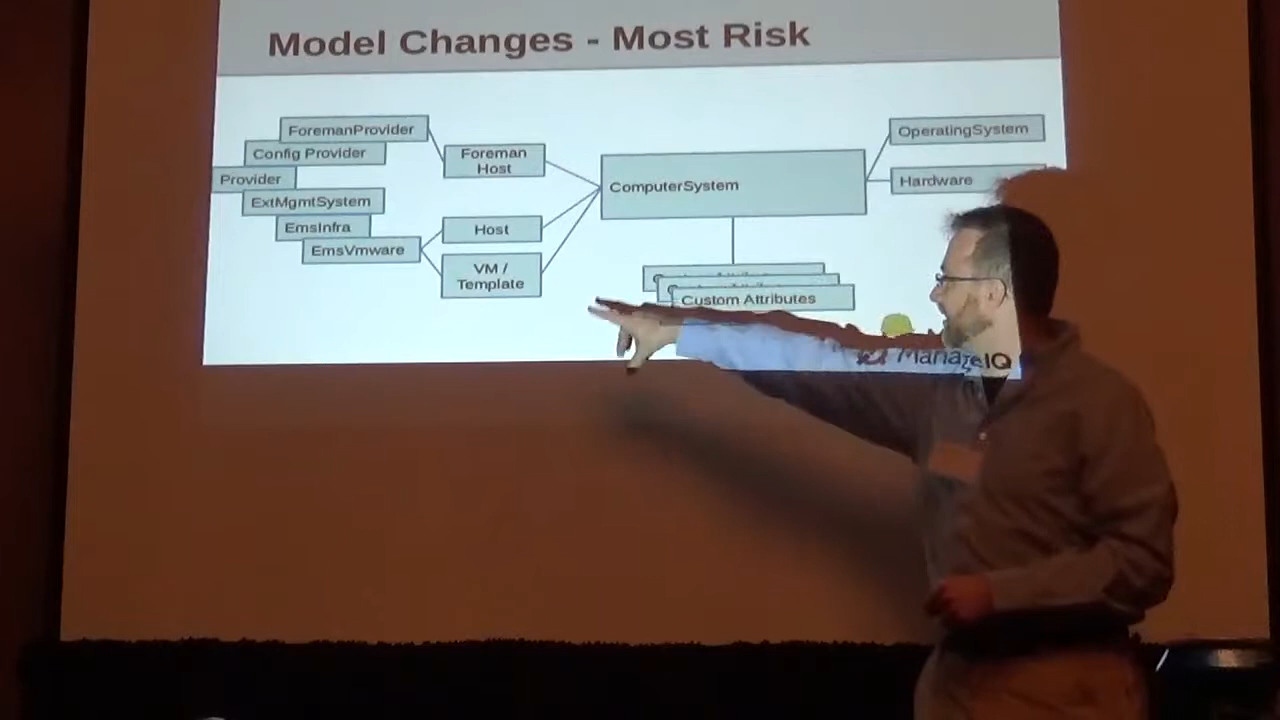 Model Changes - Most Risk
ForemanProvider
Config Provider
Provider
ExtMgmtSystem
EmsInfra
EmsVmware
Foreman
Host
Host
VM /
Template
ComputerSystem
OperatingSystem
Hardware
Custom Attributes
ManageIQ